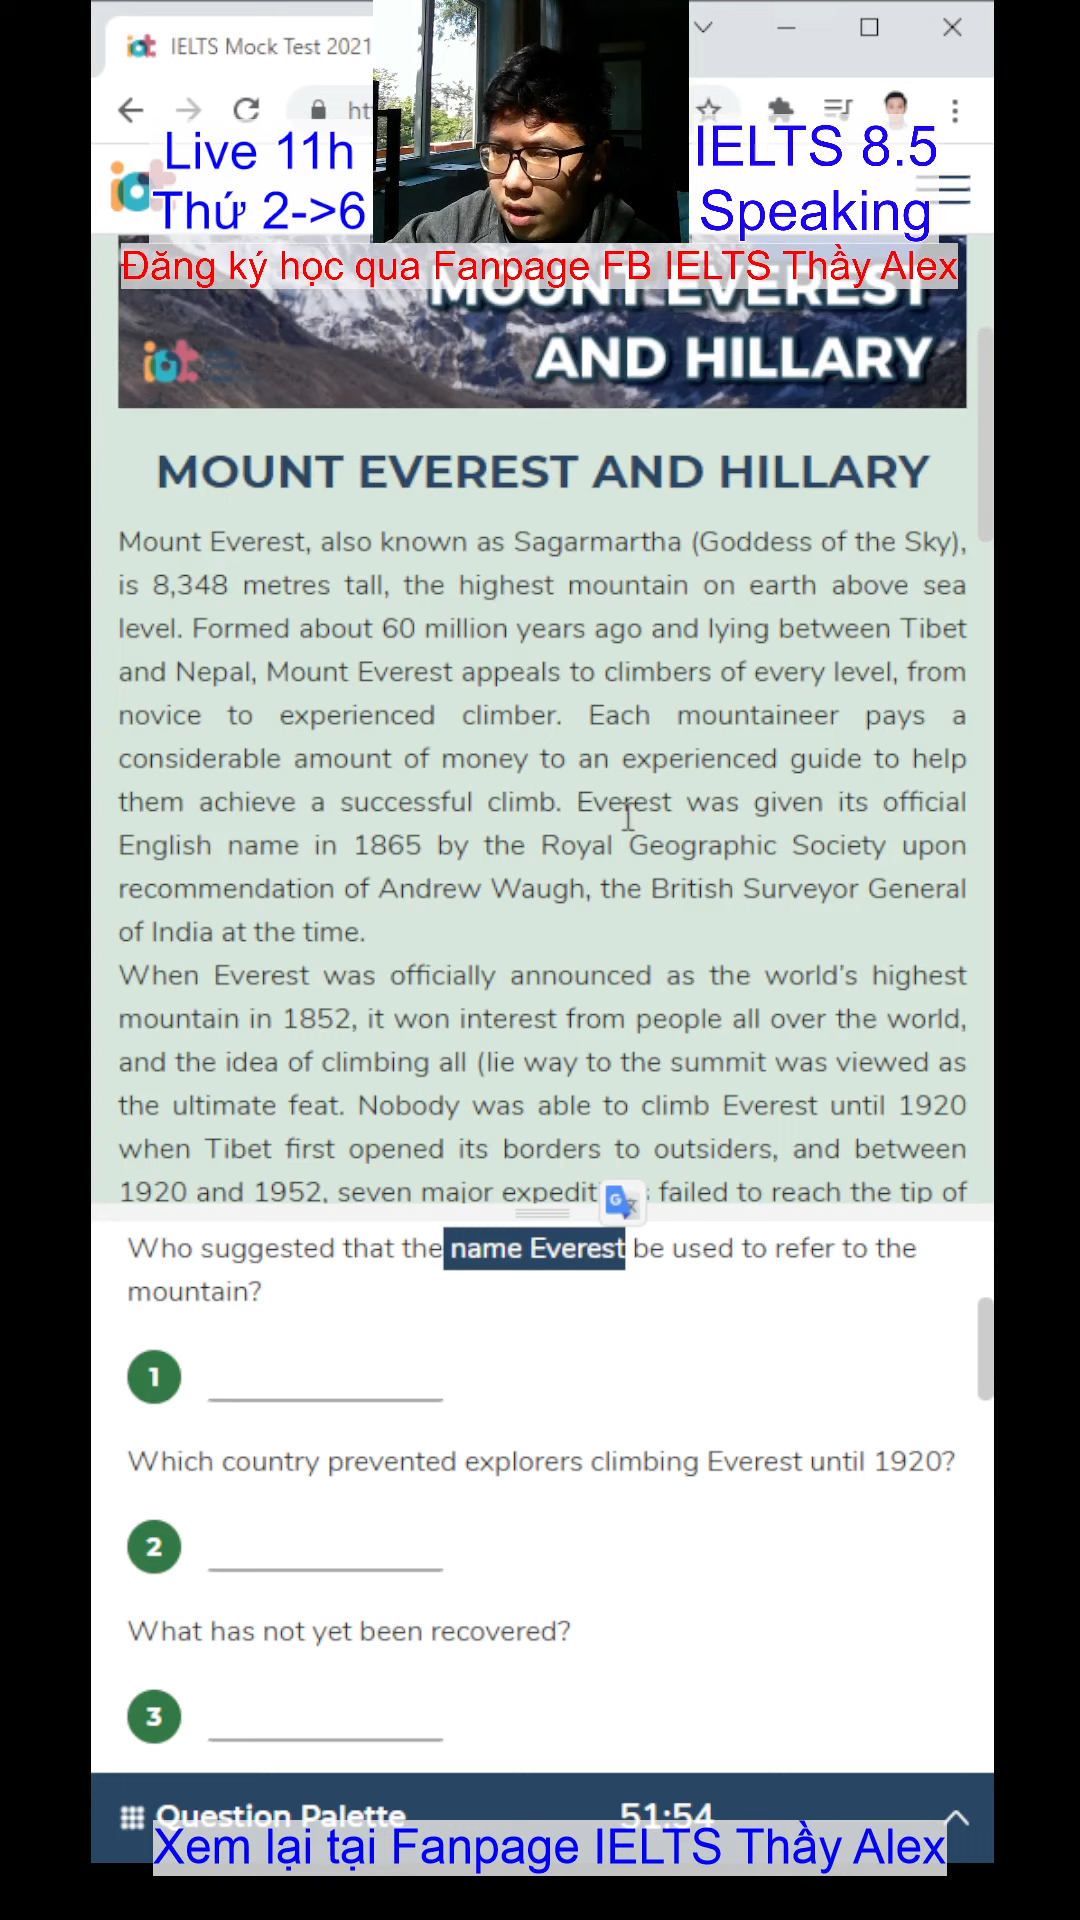 IELTS Mock Test 2021
Live 11h
Thứ 2->6
IELTS 8.5
Speaking
Đăng ký học qua Fanpage FB IELTS Thầy Alex
MOUNT EVEREST
AND HILLARY
iot
MOUNT EVEREST AND HILLARY
Mount Everest, also known as Sagarmartha (Goddess of the Sky),
is 8,348 metres tall, the highest mountain on earth above sea
level. Formed about 60 million years ago and lying between Tibet
and Nepal, Mount Everest appeals to climbers of every level, from
novice to experienced climber. Each mountaineer pays a
considerable amount of money to an experienced guide to help
them achieve a successful climb. Everest was given its official
English name in 1865 by the Royal Geographic Society upon
recommendation of Andrew Waugh, the British Surveyor General
of India at the time.
When Everest was officially announced as the world's highest
mountain in 1852, it won interest from people all over the world,
and the idea of climbing all (lie way to the summit was viewed as
the ultimate feat. Nobody was able to climb Everest until 1920
when Tibet first opened its borders to outsiders, and between
1920 and 1952, seven major failed to reach the tip of
Who suggested that the name Everest be used to refer to the
mountain?
1
Which country prevented explorers climbing Everest until 1920?
2
What has not yet been recovered?
3
Question Palette
51:54
Xem lại tại Fanpage IELTS Thầy Alex